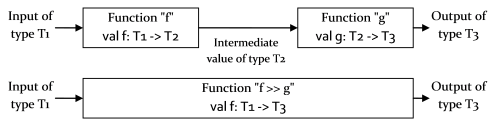 Input of
type T1
Function "f"
val f: T1 -> T2
Intermediate
value of type T2
Function "g"
val g: T2 -> T3
Output of
type T3
Input of
type T1
Function "f >> g"
val f: T1 -> T3
Output of
type T3